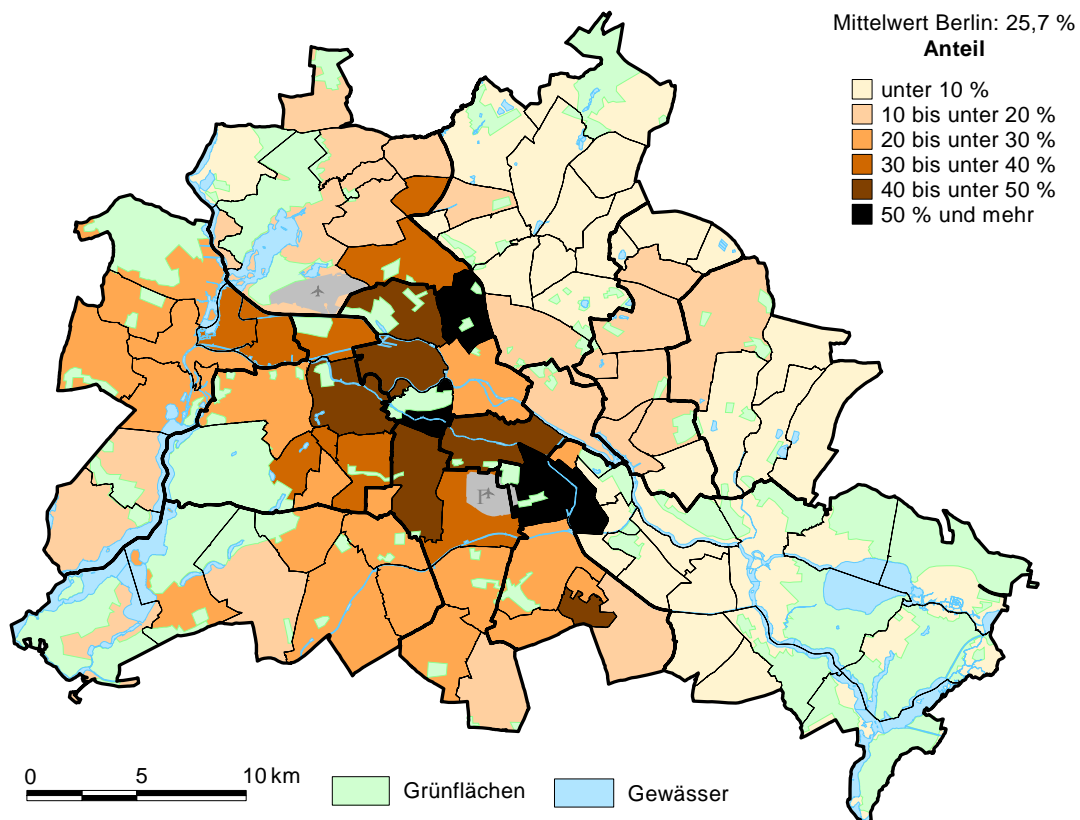 Mittelwert Berlin: 25,7 %
Anteil
unter 10 %
10 bis unter 20 %
20 bis unter 30 %
30 bis unter 40 %
40 bis unter 50 %
50 % und mehr
0 5 10 km
Grünflächen
Gewässer